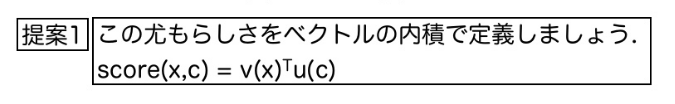 提案1 この尤もらしさをベクトルの内積で定義しましょう.
score(x,c) = v(x)ᵀu(c)